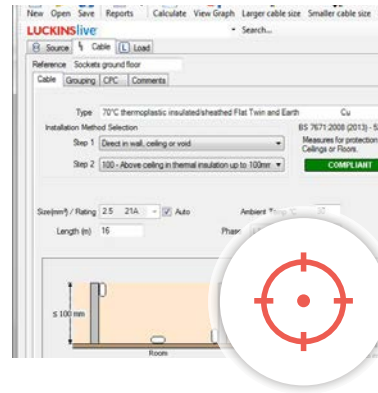 New Open Save Reports Calculate View Graph Larger cable size Smaller cable size
LUCKINSlive Search...
Source Cable L Load
Reference Sockets ground floor
Cable Grouping CPC Comments
Type 70°C thermoplastic insulated/sheathed Flat Twin and Earth Cu
Installation Method Selection BS 7671:2008 (2013) - 5
Step 1 Direct in wall, ceiling or void Measures for protection
Ceilings or Floors.
Step 2 100 - Above ceiling in thermal insulation up to 100mm COMPLIANT
Size(mm²) / Rating 2.5 21A Auto Ambient
Length (m) 16 Phase
≤ 100 mm
Room